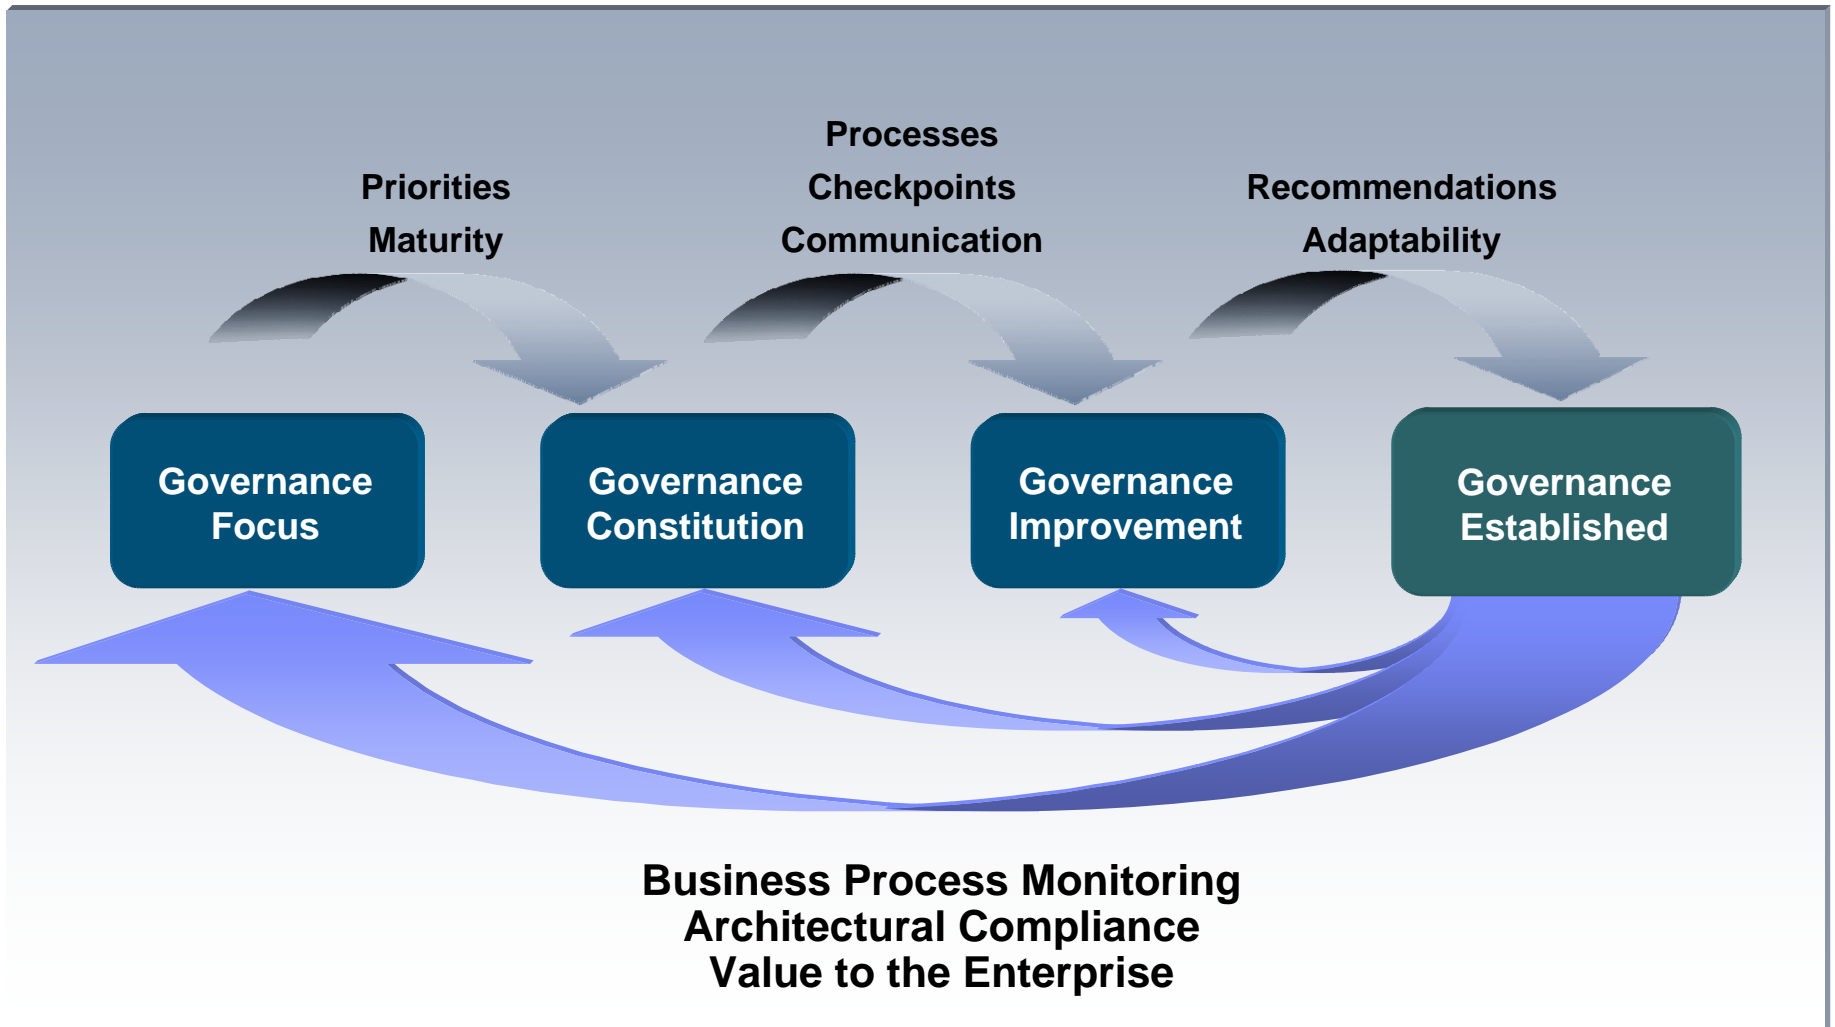 Priorities
Maturity
Processes
Checkpoints
Communication
Recommendations
Adaptability
Governance
Focus
Governance
Constitution
Governance
Improvement
Governance
Established
Business Process Monitoring
Architectural Compliance
Value to the Enterprise